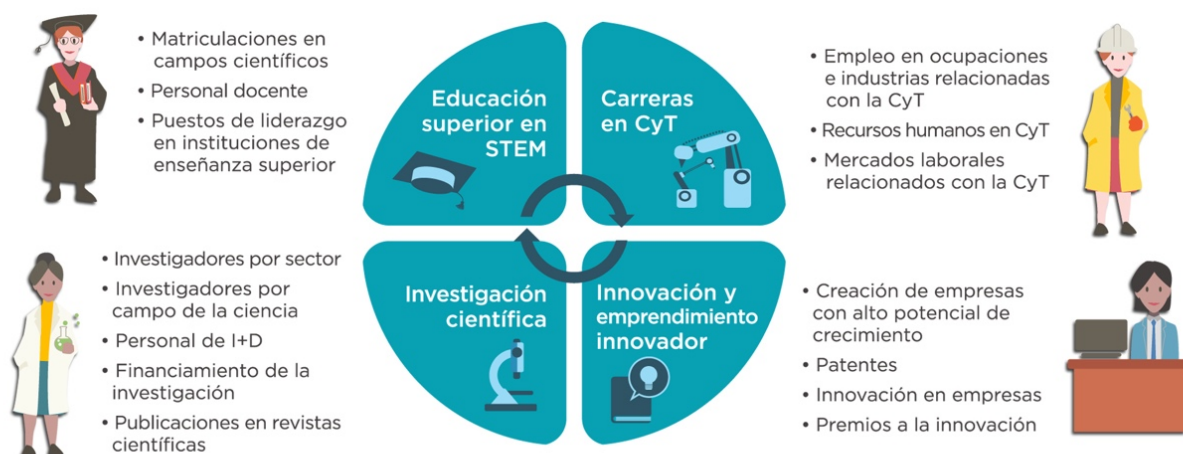 • Matriculaciones en
campos científicos
• Personal docente
• Puestos de liderazgo
en instituciones de
enseñanza superior
Educación
superior en
STEM
Carreras
en CyT
• Empleo en ocupaciones
e industrias relacionadas
con la CyT
• Recursos humanos en CyT
• Mercados laborales
relacionados con la CyT
• Investigadores por sector
• Investigadores por
campo de la ciencia
• Personal de I+D
• Financiamiento de la
investigación
• Publicaciones en revistas
científicas
Investigación
científica
Innovación y
emprendimiento
innovador
• Creación de empresas
con alto potencial de
crecimiento
• Patentes
• Innovación en empresas
• Premios a la innovación